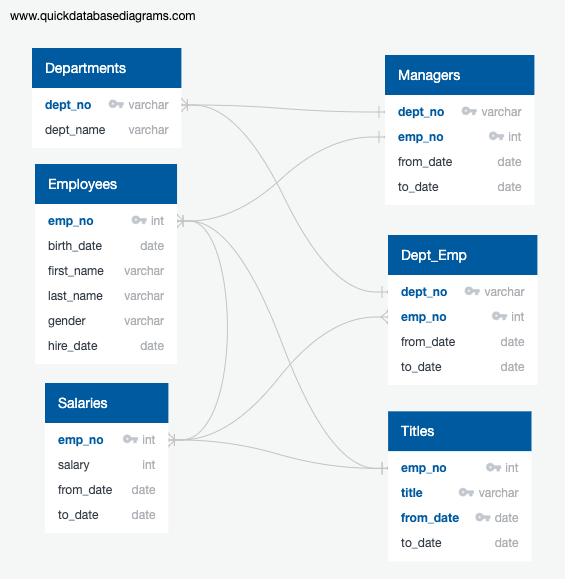 www.quickdatabasediagrams.com
Departments
dept_no varchar
dept_name varchar
Employees
emp_no int
birth_date date
first_name varchar
last_name varchar
gender varchar
hire_date date
Salaries
emp_no int
salary int
from_date date
to_date date
Managers
dept_no varchar
emp_no int
from_date date
to_date date
Dept_Emp
dept_no varchar
emp_no int
from_date date
to_date date
Titles
emp_no int
title varchar
from_date date
to_date date